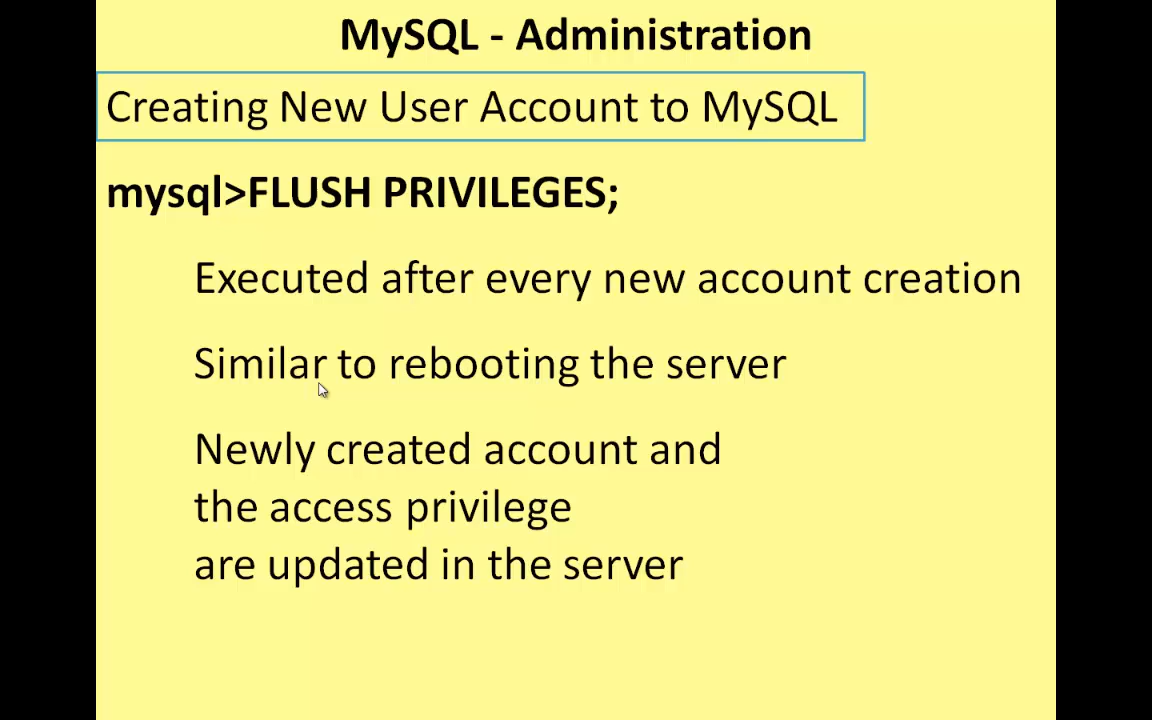 MySQL - Administration
Creating New User Account to MySQL
mysql>FLUSH PRIVILEGES;
Executed after every new account creation
Similar to rebooting the server
Newly created account and
the access privilege
are updated in the server